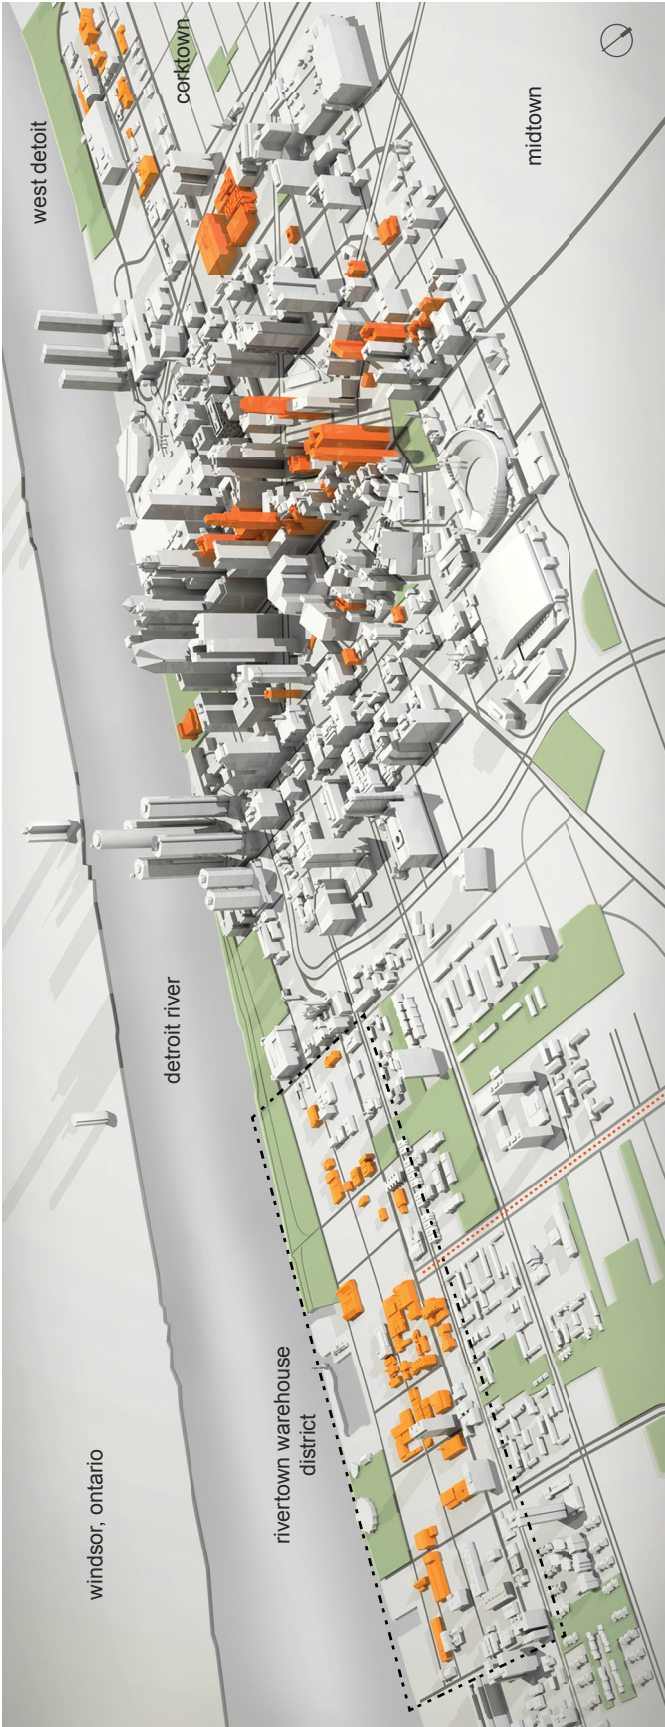 corktown
west detoit
midtown
detroit river
rivertown warehouse
district
windsor, ontario